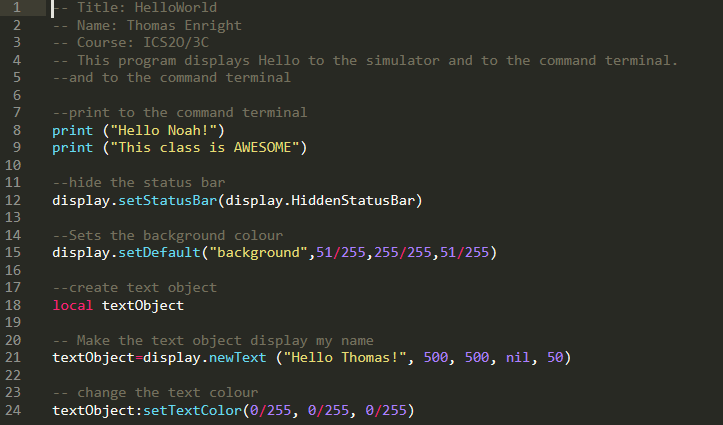 1 -- Title: HelloWorld
2 -- Name: Thomas Enright
3 -- Course: ICS2O/3C
4 -- This program displays Hello to the simulator and to the command terminal.
5 --and to the command terminal
6
7 --print to the command terminal
8 print ("Hello Noah!")
9 print ("This class is AWESOME")
10
11 --hide the status bar
12 display.setStatusBar(display.HiddenStatusBar)
13
14 --Sets the background colour
15 display.setDefault("background",51/255,255/255,51/255)
16
17 --create text object
18 local textObject
19
20 -- Make the text object display my name
21 textObject=display.newText ("Hello Thomas!", 500, 500, nil, 50)
22
23 -- change the text colour
24 textObject:setTextColor(0/255, 0/255, 0/255)